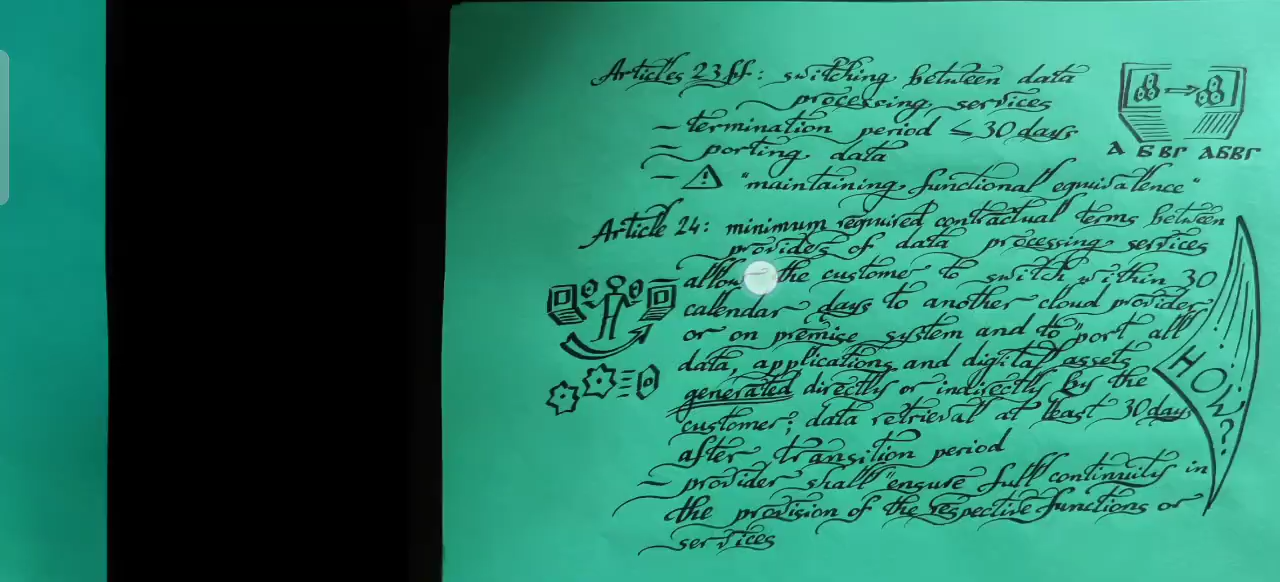 Articles 23ff: switching between data
processing services
- termination period ≤ 30 days
- porting data
- ⚠ "maintaining functional equivalence"
А Б В Г А Б В Г
Article 24: minimum required contractual terms between
providers of data processing services
allow the customer to switch within 30
calendar days to another cloud provider
or on premise system and to "port all
data, applications and digital assets
generated directly or indirectly by the
customer; data retrieval at least 30 days
after transition period
HOW?
- provider shall "ensure full continuity in
the provision of the respective functions or
services